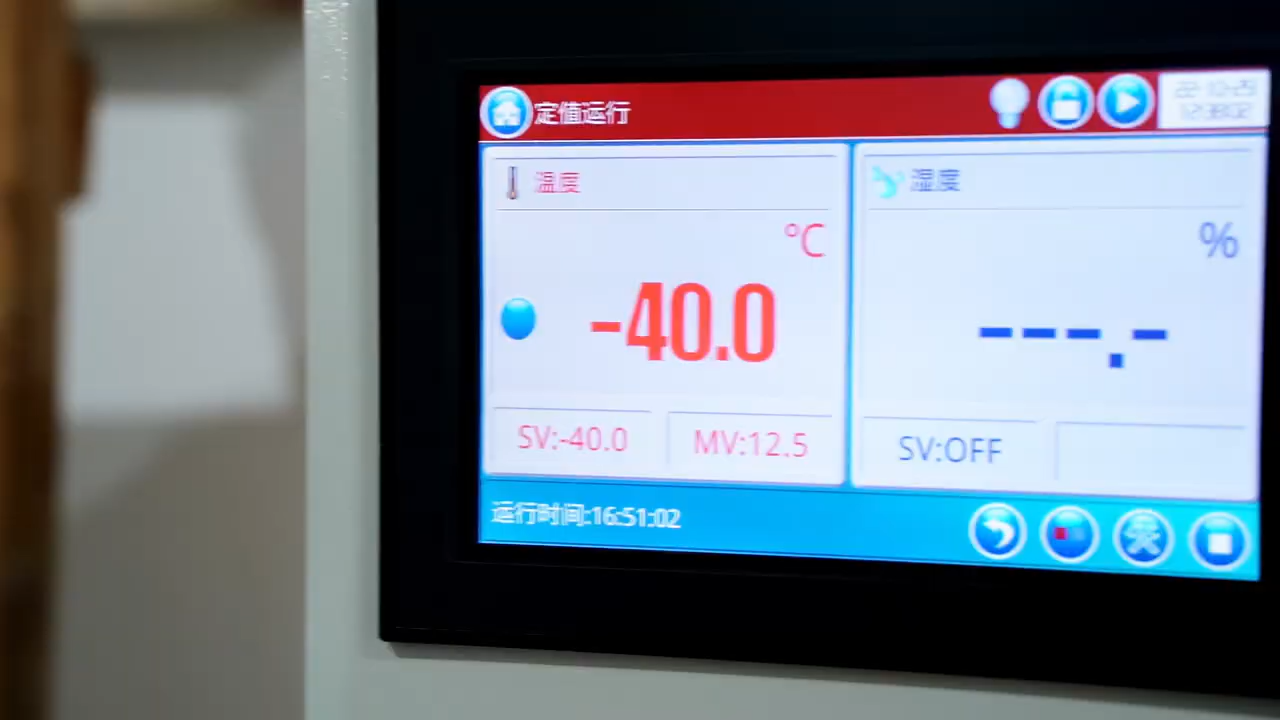 定值运行
温度
℃
-40.0
SV:-40.0
MV:12.5
湿度
%
---.-
SV:OFF
运行时间:16:51:02